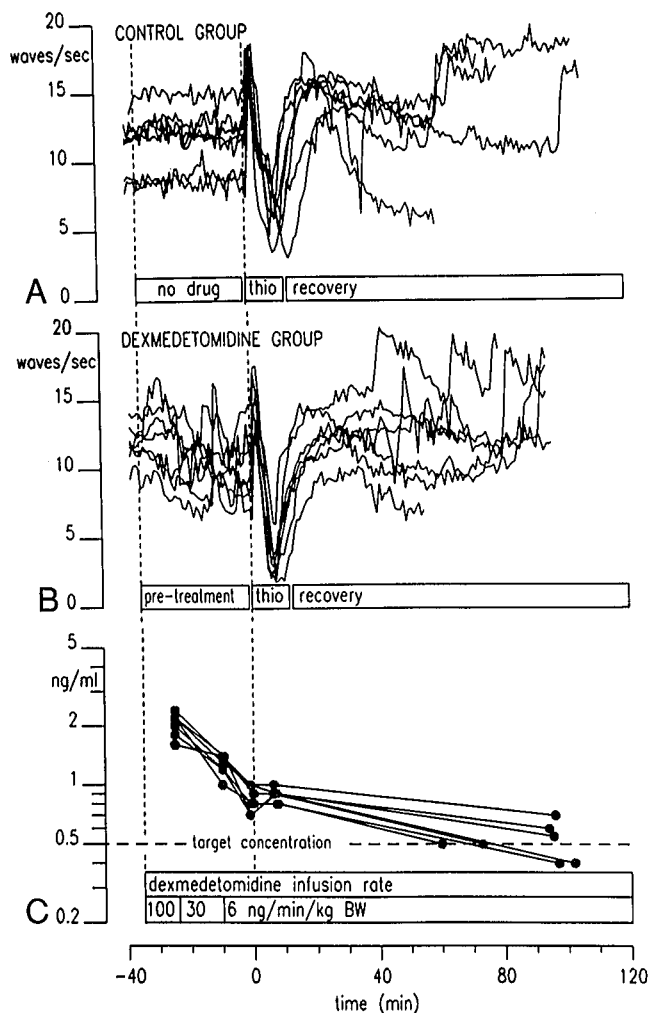 20
CONTROL GROUP
waves/sec
15
10
5
A
0
no drug
thio
recovery
20
DEXMEDETOMIDINE GROUP
waves/sec
15
10
5
B
0
pre-treatment
thio
recovery
5
ng/ml
2
1
0.5
target concentration
dexmedetomidine infusion rate
C
100
30
6 ng/min/kg BW
0.2
-40
0
40
80
120
time (min)